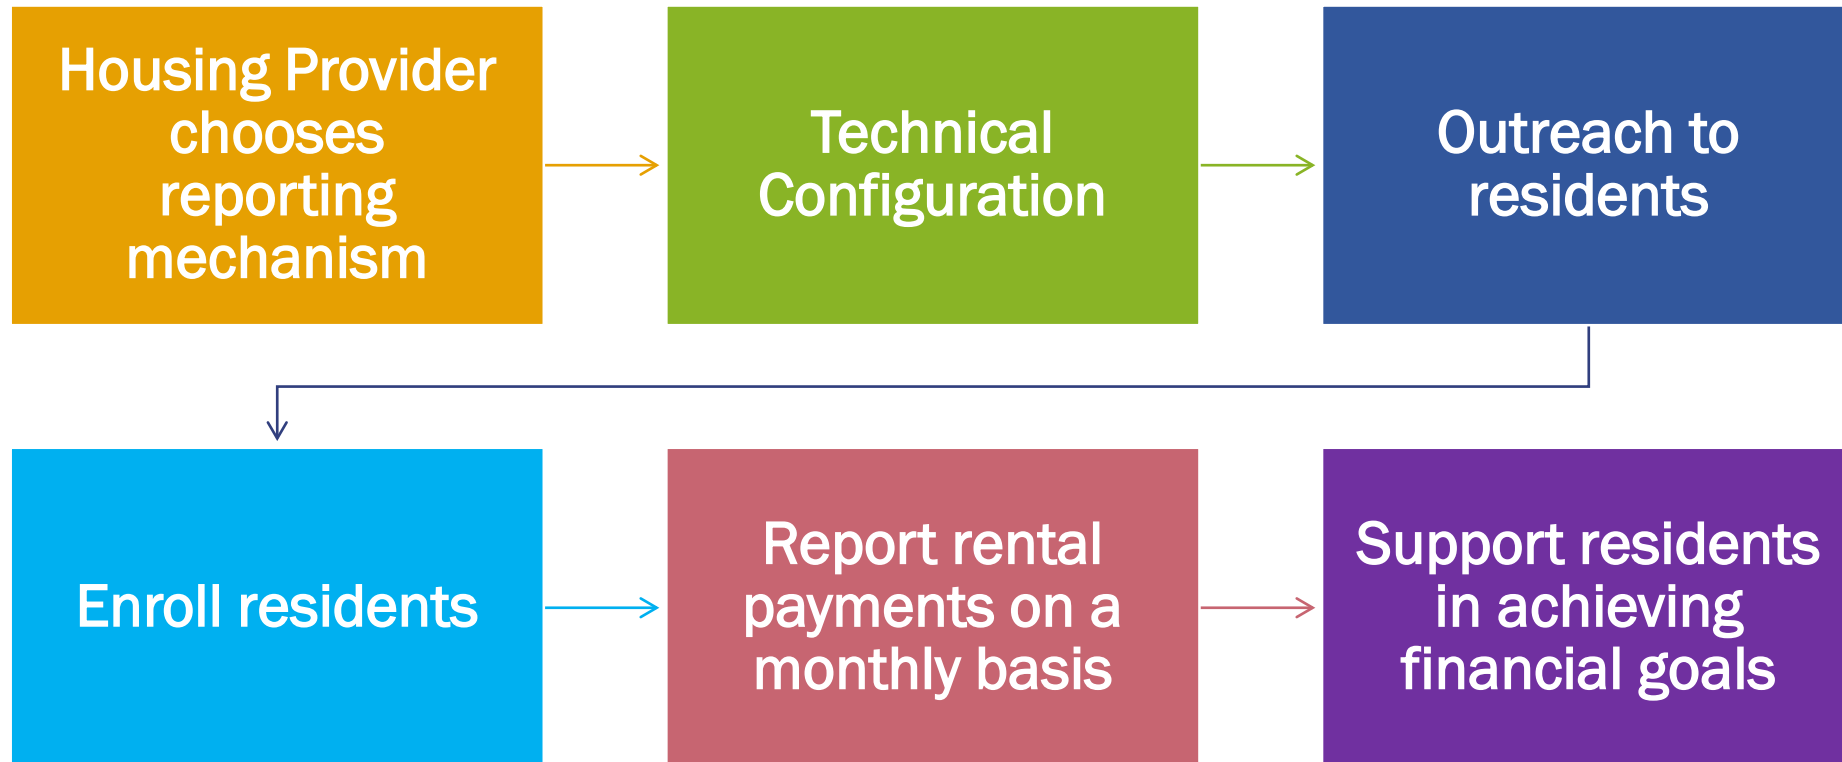 Housing Provider
chooses
reporting
mechanism
Technical
Configuration
Outreach to
residents
Enroll residents
Report rental
payments on a
monthly basis
Support residents
in achieving
financial goals